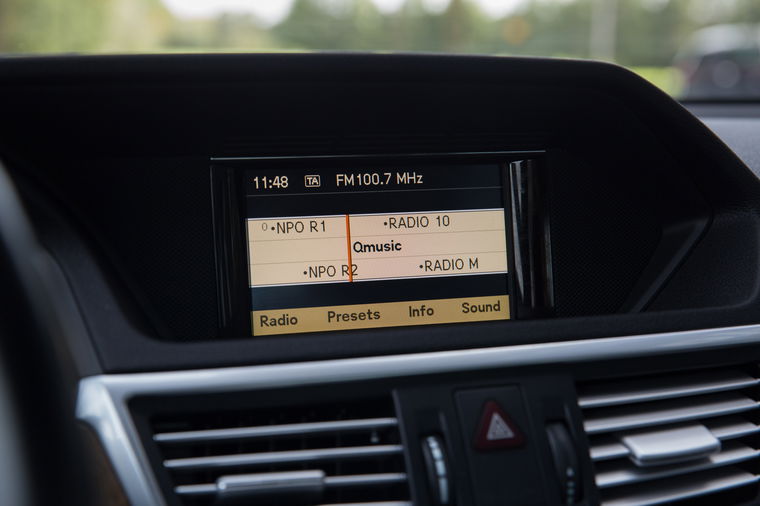 11:48 TA FM100.7 MHz
0 •NPO R1 •RADIO 10
Qmusic
•NPO R2 •RADIO M
Radio Presets Info Sound